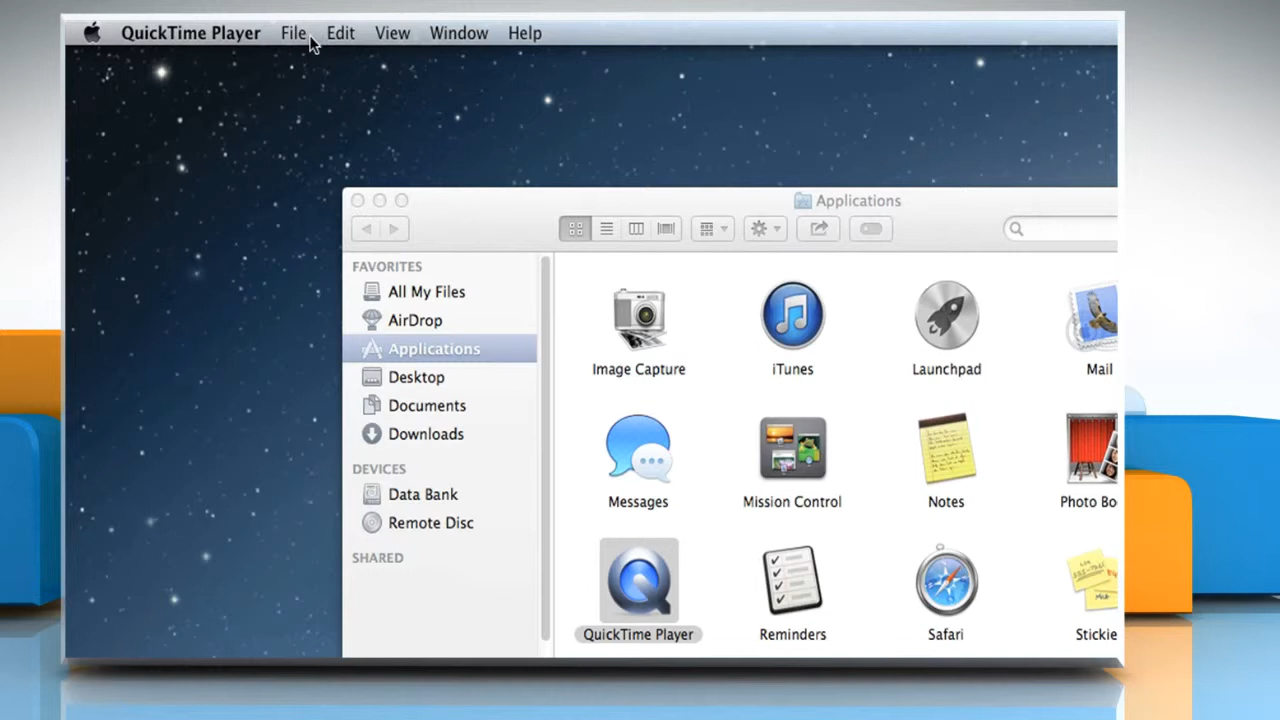 QuickTime Player File Edit View Window Help
Applications
FAVORITES
All My Files
AirDrop
Applications
Desktop
Documents
Downloads
DEVICES
Data Bank
Remote Disc
SHARED
Image Capture
iTunes
Launchpad
Mail
Messages
Mission Control
Notes
Photo Bo
QuickTime Player
Reminders
Safari
Stickie